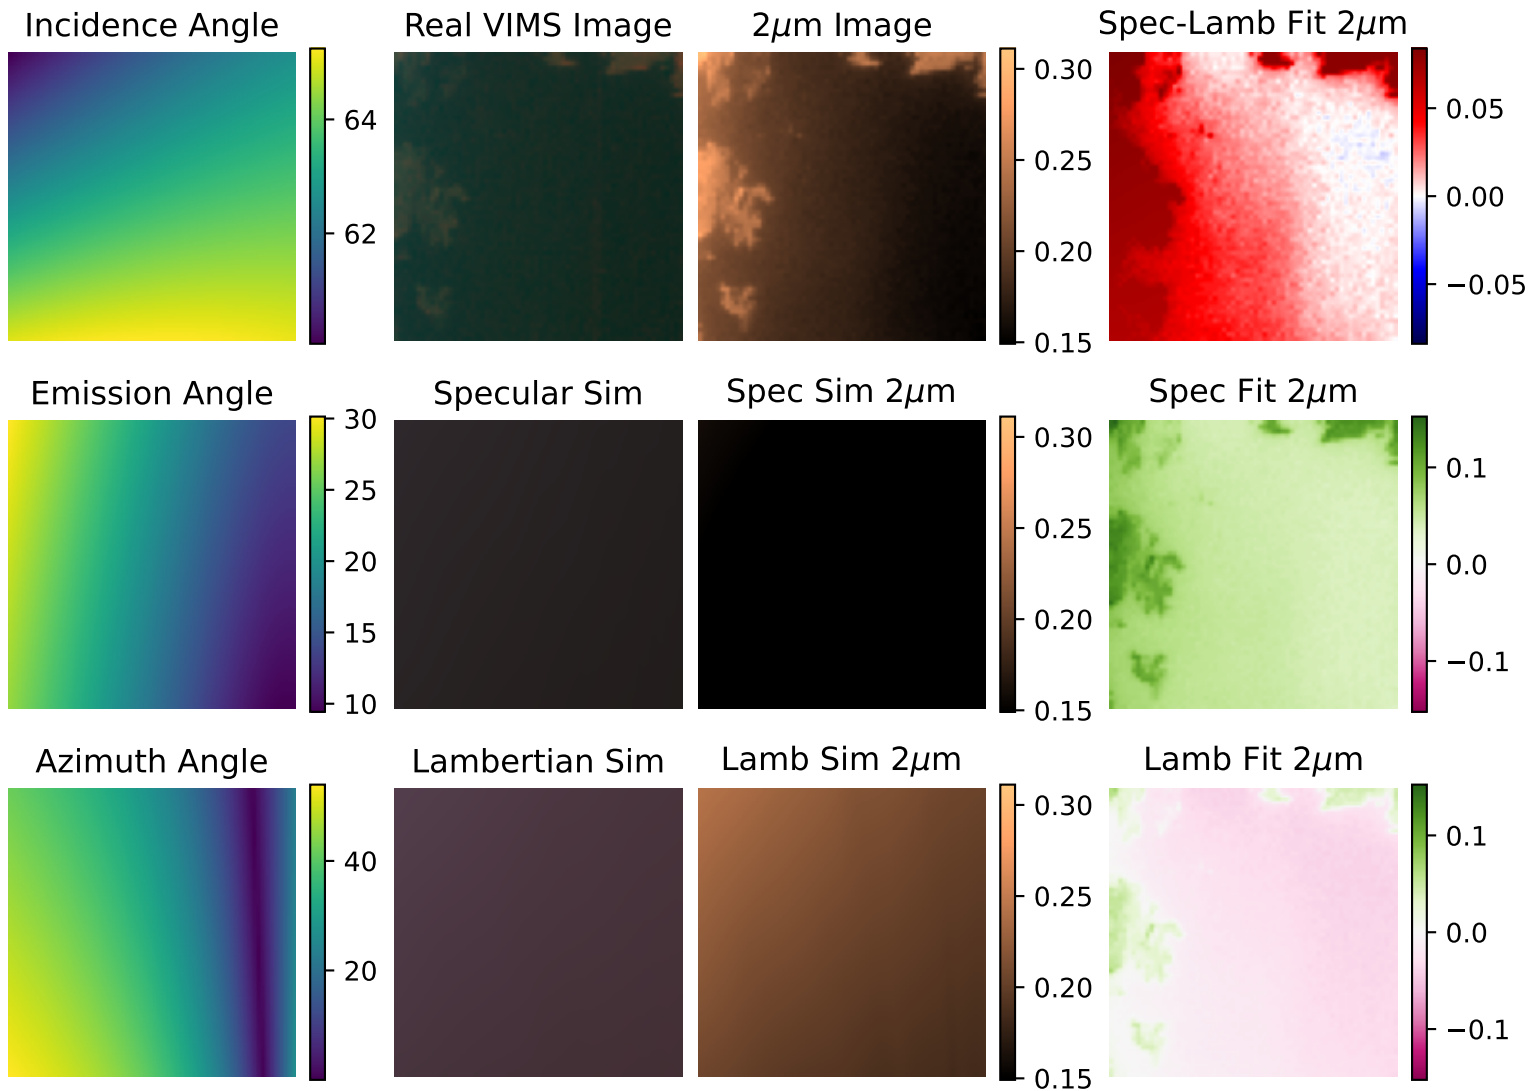 Incidence Angle
64
62
Real VIMS Image
2μm Image
0.30
0.25
0.20
0.15
Spec-Lamb Fit 2μm
0.05
0.00
−0.05
Emission Angle
30
25
20
15
10
Specular Sim
Spec Sim 2μm
0.30
0.25
0.20
0.15
Spec Fit 2μm
0.1
0.0
−0.1
Azimuth Angle
40
20
Lambertian Sim
Lamb Sim 2μm
0.30
0.25
0.20
0.15
Lamb Fit 2μm
0.1
0.0
−0.1